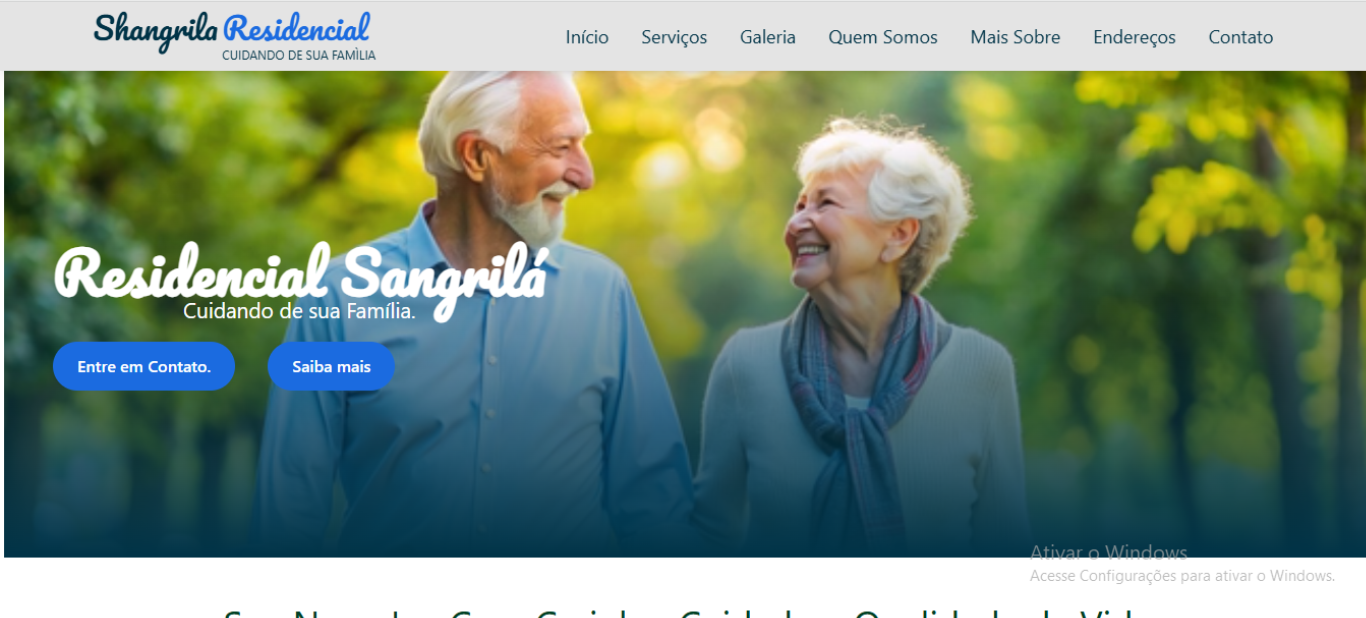 Shangrila Residencial
CUIDANDO DE SUA FAMÌLIA
Início Serviços Galeria Quem Somos Mais Sobre Endereços Contato
Residencial Sangrilá
Cuidando de sua Família.
Entre em Contato. Saiba mais
Ativar o Windows
Acesse Configurações para ativar o Windows.